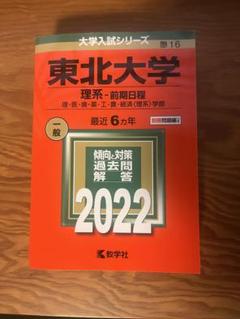 大学入試シリーズ
16
東北大学
理系-前期日程
理・医・歯・薬・工・農・経済〈理系〉学部
一般
最近6ヵ年
傾向と対策
過去問
解答
2022
教学社